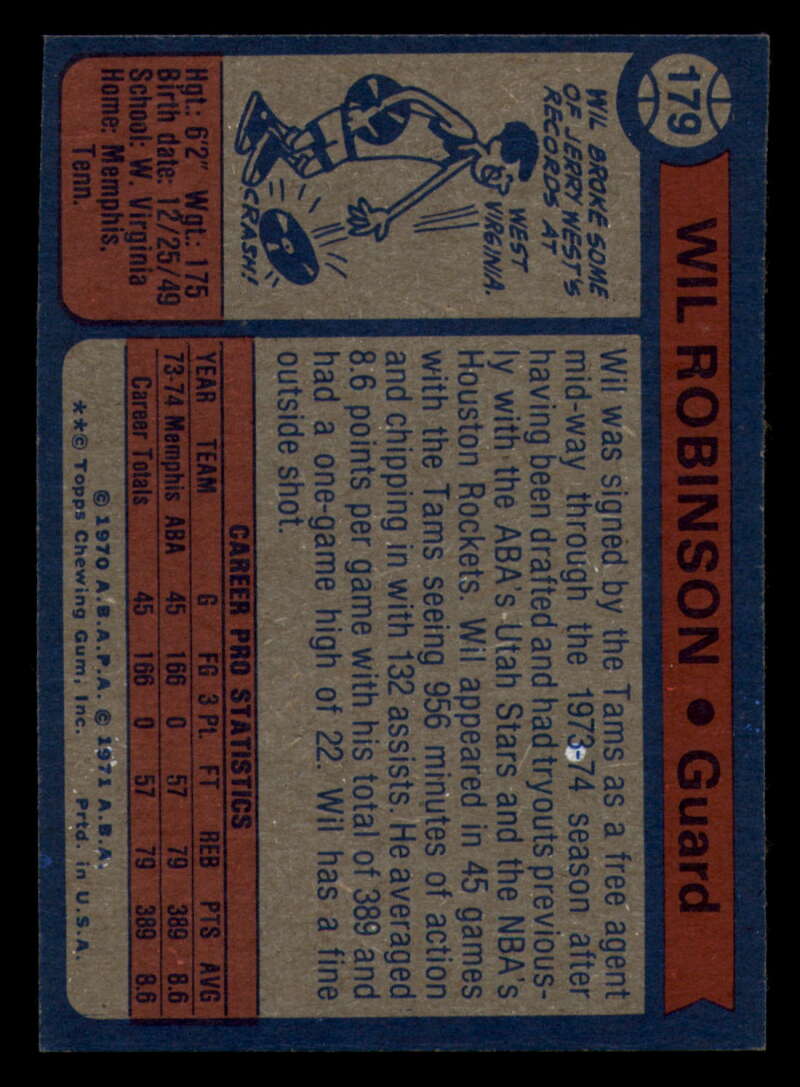 179
WIL ROBINSON • Guard
WIL BROKE SOME
OF JERRY WEST'S
RECORDS AT
WEST
VIRGINIA.
CRASH!
Hgt.: 6'2" Wgt.: 175
Birth date: 12/25/49
School: W. Virginia
Home: Memphis,
Tenn.
Wil was signed by the Tams as a free agent
mid-way through the 1973-74 season after
having been drafted and had tryouts previous-
ly with the ABA's Utah Stars and the NBA's
Houston Rockets. Wil appeared in 45 games
with the Tams seeing 956 minutes of action
and chipping in with 132 assists. He averaged
8.6 points per game with his total of 389 and
had a one-game high of 22. Wil has a fine
outside shot.
CAREER PRO STATISTICS
YEAR TEAM G FG 3 Pt. FT REB PTS AVG
73-74 Memphis ABA 45 166 0 57 79 389 8.6
Career Totals 45 166 0 57 79 389 8.6
© 1970 A.B.A.P.A. © 1971 A.B.A.
**© Topps Chewing Gum, Inc. Prtd. in U.S.A.